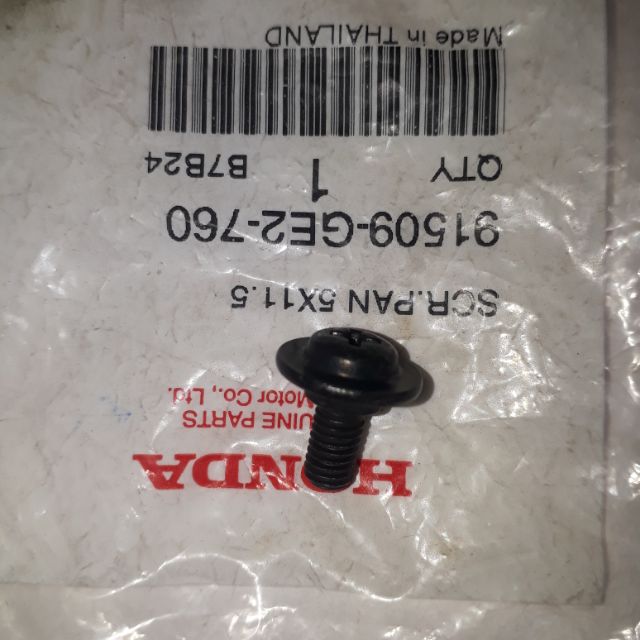 HONDA
PARTS
Motor Co., Ltd.
SCR.PAN 5X11.5
91509-GE2-760
QTY 1 B7B24
Made in THAILAND